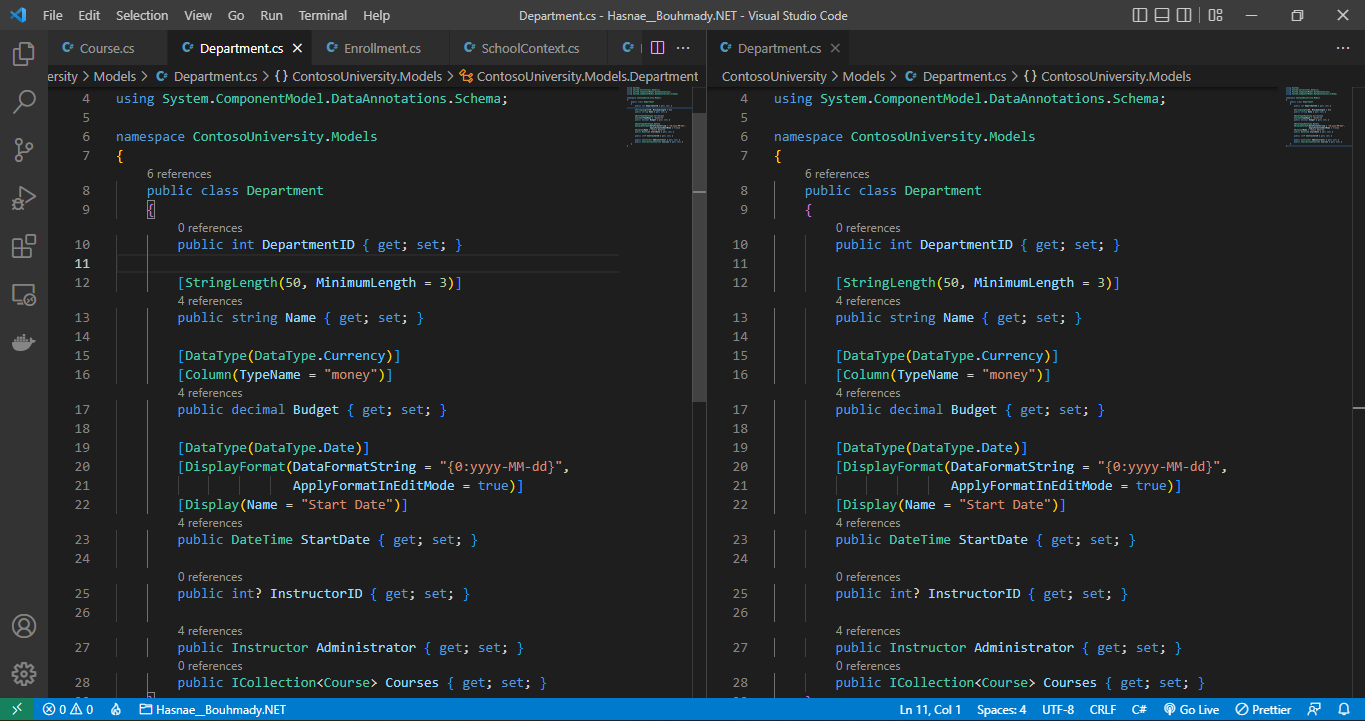 File Edit Selection View Go Run Terminal Help
Department.cs - Hasnae__Bouhmady.NET - Visual Studio Code
Course.cs
Department.cs
Enrollment.cs
SchoolContext.cs
ersity > Models > Department.cs > {} ContosoUniversity.Models > ContosoUniversity.Models.Department
4 using System.ComponentModel.DataAnnotations.Schema;
5
6 namespace ContosoUniversity.Models
7 {
6 references
8 public class Department
9 {
0 references
10 public int DepartmentID { get; set; }
11
12 [StringLength(50, MinimumLength = 3)]
4 references
13 public string Name { get; set; }
14
15 [DataType(DataType.Currency)]
16 [Column(TypeName = "money")]
4 references
17 public decimal Budget { get; set; }
18
19 [DataType(DataType.Date)]
20 [DisplayFormat(DataFormatString = "{0:yyyy-MM-dd}",
21 ApplyFormatInEditMode = true)]
22 [Display(Name = "Start Date")]
4 references
23 public DateTime StartDate { get; set; }
24
0 references
25 public int? InstructorID { get; set; }
26
4 references
27 public Instructor Administrator { get; set; }
0 references
28 public ICollection<Course> Courses { get; set; }
Department.cs
ContosoUniversity > Models > Department.cs > {} ContosoUniversity.Models
4 using System.ComponentModel.DataAnnotations.Schema;
5
6 namespace ContosoUniversity.Models
7 {
6 references
8 public class Department
9 {
0 references
10 public int DepartmentID { get; set; }
11
12 [StringLength(50, MinimumLength = 3)]
4 references
13 public string Name { get; set; }
14
15 [DataType(DataType.Currency)]
16 [Column(TypeName = "money")]
4 references
17 public decimal Budget { get; set; }
18
19 [DataType(DataType.Date)]
20 [DisplayFormat(DataFormatString = "{0:yyyy-MM-dd}",
21 ApplyFormatInEditMode = true)]
22 [Display(Name = "Start Date")]
4 references
23 public DateTime StartDate { get; set; }
24
0 references
25 public int? InstructorID { get; set; }
26
4 references
27 public Instructor Administrator { get; set; }
0 references
28 public ICollection<Course> Courses { get; set; }
0 0 Hasnae__Bouhmady.NET Ln 11, Col 1 Spaces: 4 UTF-8 CRLF C# Go Live Prettier